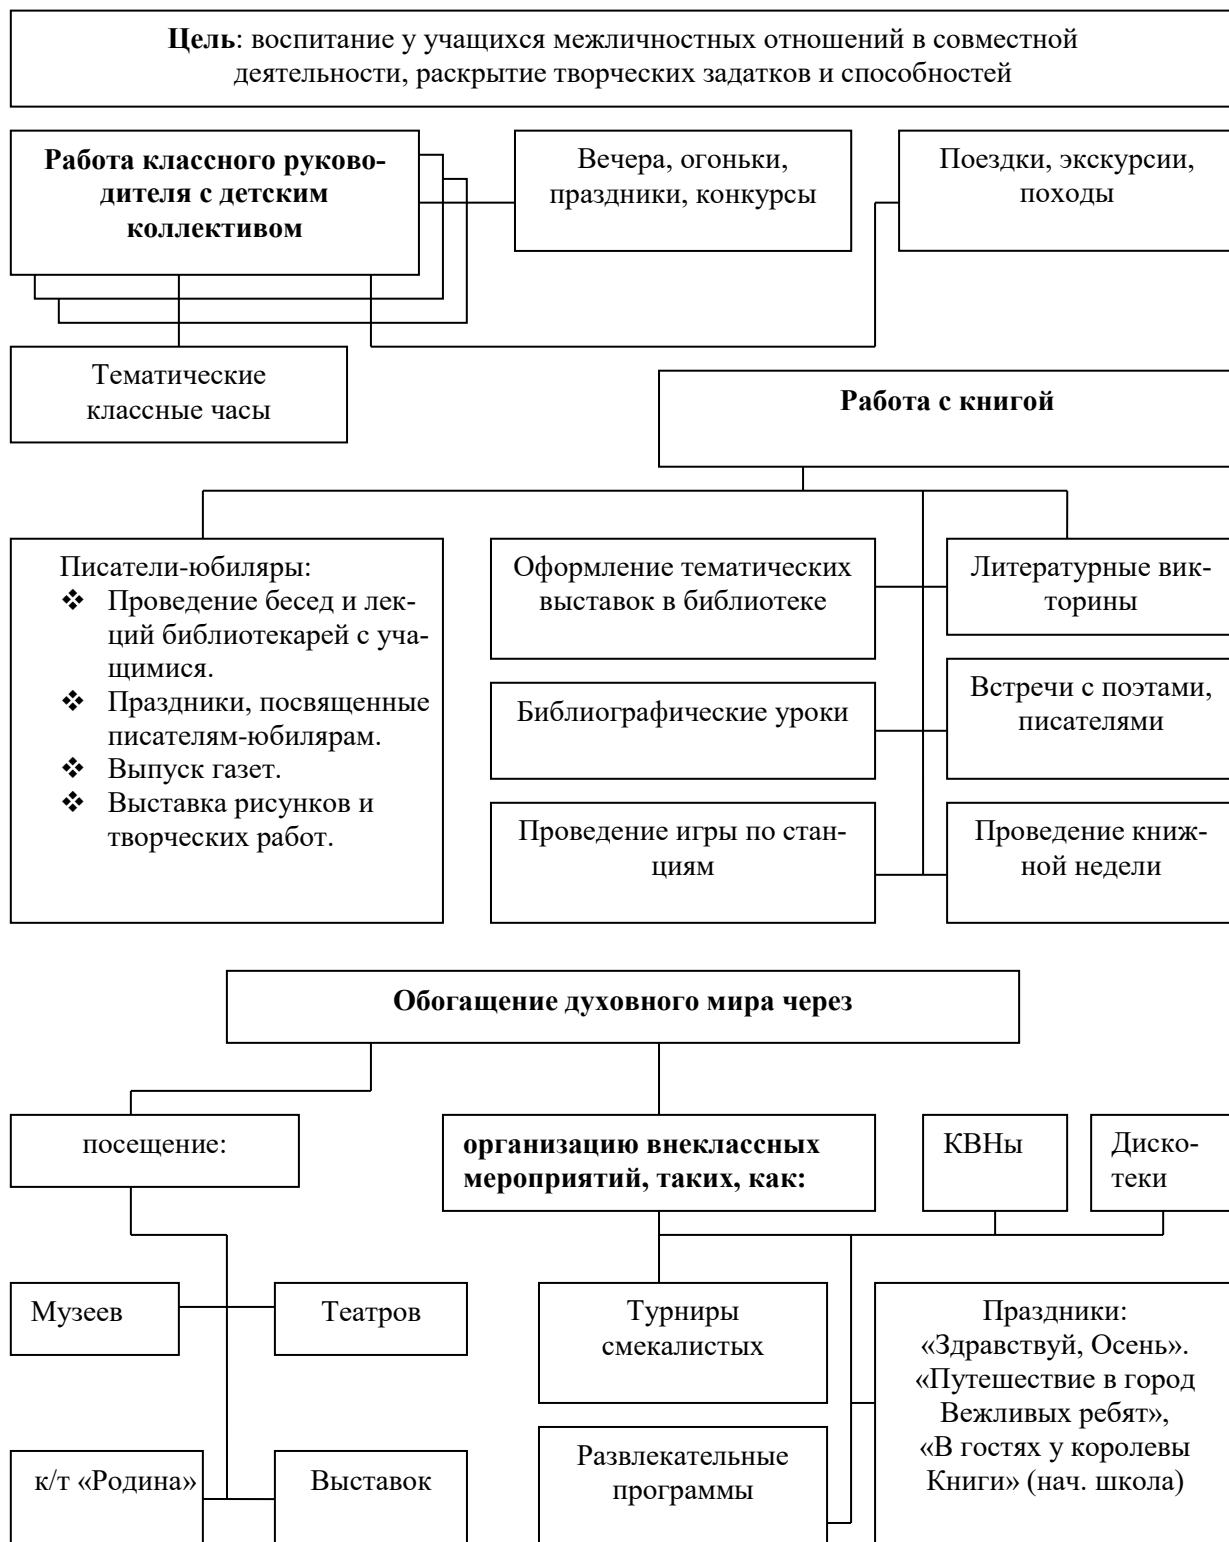 Цель: воспитание у учащихся межличностных отношений в совместной
деятельности, раскрытие творческих задатков и способностей
Работа классного руково-
дителя с детским
коллективом
Вечера, огоньки,
праздники, конкурсы
Поездки, экскурсии,
походы
Тематические
классные часы
Работа с книгой
Писатели-юбиляры:
❖ Проведение бесед и лек-
ций библиотекарей с уча-
щимися.
❖ Праздники, посвященные
писателям-юбилярам.
❖ Выпуск газет.
❖ Выставка рисунков и
творческих работ.
Оформление тематических
выставок в библиотеке
Литературные вик-
торины
Библиографические уроки
Встречи с поэтами,
писателями
Проведение игры по стан-
циям
Проведение книж-
ной недели
Обогащение духовного мира через
посещение:
организацию внеклассных
мероприятий, таких, как:
КВНы
Диско-
теки
Музеев
Театров
Турниры
смекалистых
Праздники:
«Здравствуй, Осень».
«Путешествие в город
Вежливых ребят»,
«В гостях у королевы
Книги» (нач. школа)
к/т «Родина»
Выставок
Развлекательные
программы